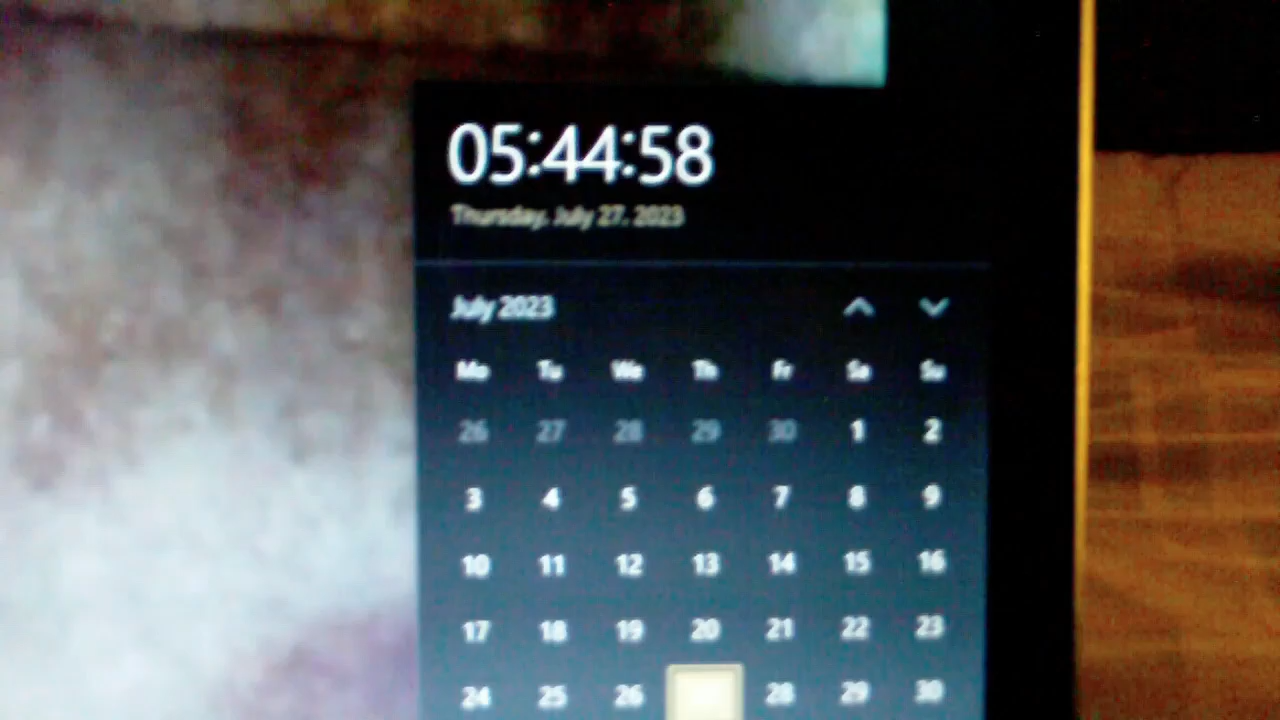 05:44:58
Thursday, July 27, 2023
July 2023
Mo Tu We Th Fr Sa Su
26 27 28 29 30 1 2
3 4 5 6 7 8 9
10 11 12 13 14 15 16
17 18 19 20 21 22 23
24 25 26 28 29 30